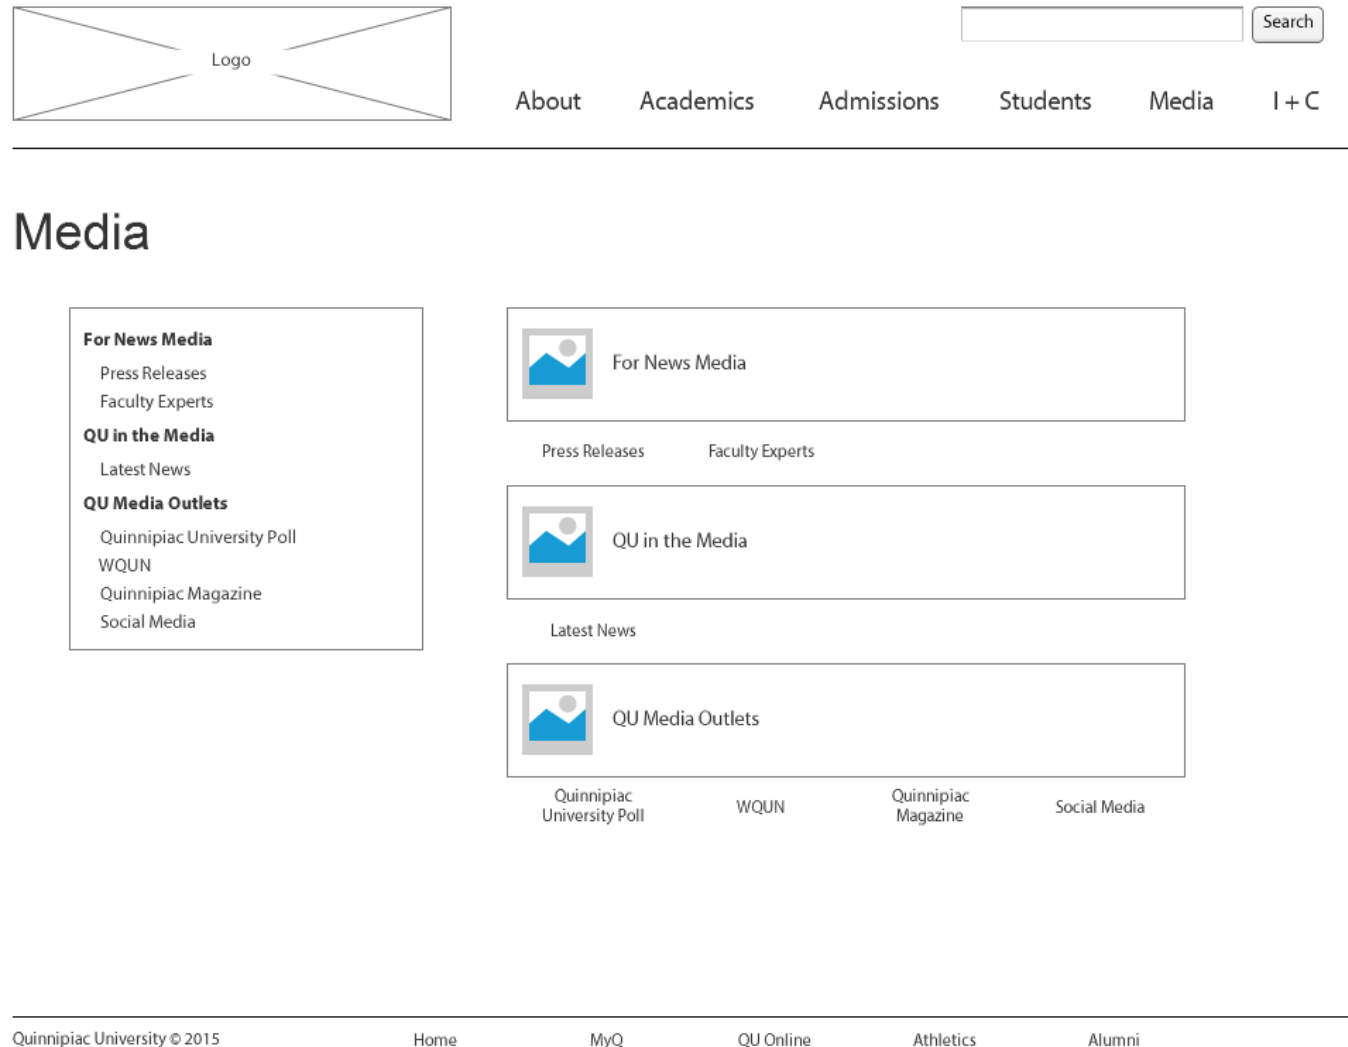 Logo
Search
About Academics Admissions Students Media I + C
Media
For News Media
Press Releases
Faculty Experts
QU in the Media
Latest News
QU Media Outlets
Quinnipiac University Poll
WQUN
Quinnipiac Magazine
Social Media
For News Media
Press Releases Faculty Experts
QU in the Media
Latest News
QU Media Outlets
Quinnipiac
University Poll
WQUN
Quinnipiac
Magazine
Social Media
Quinnipiac University © 2015 Home MyQ QU Online Athletics Alumni